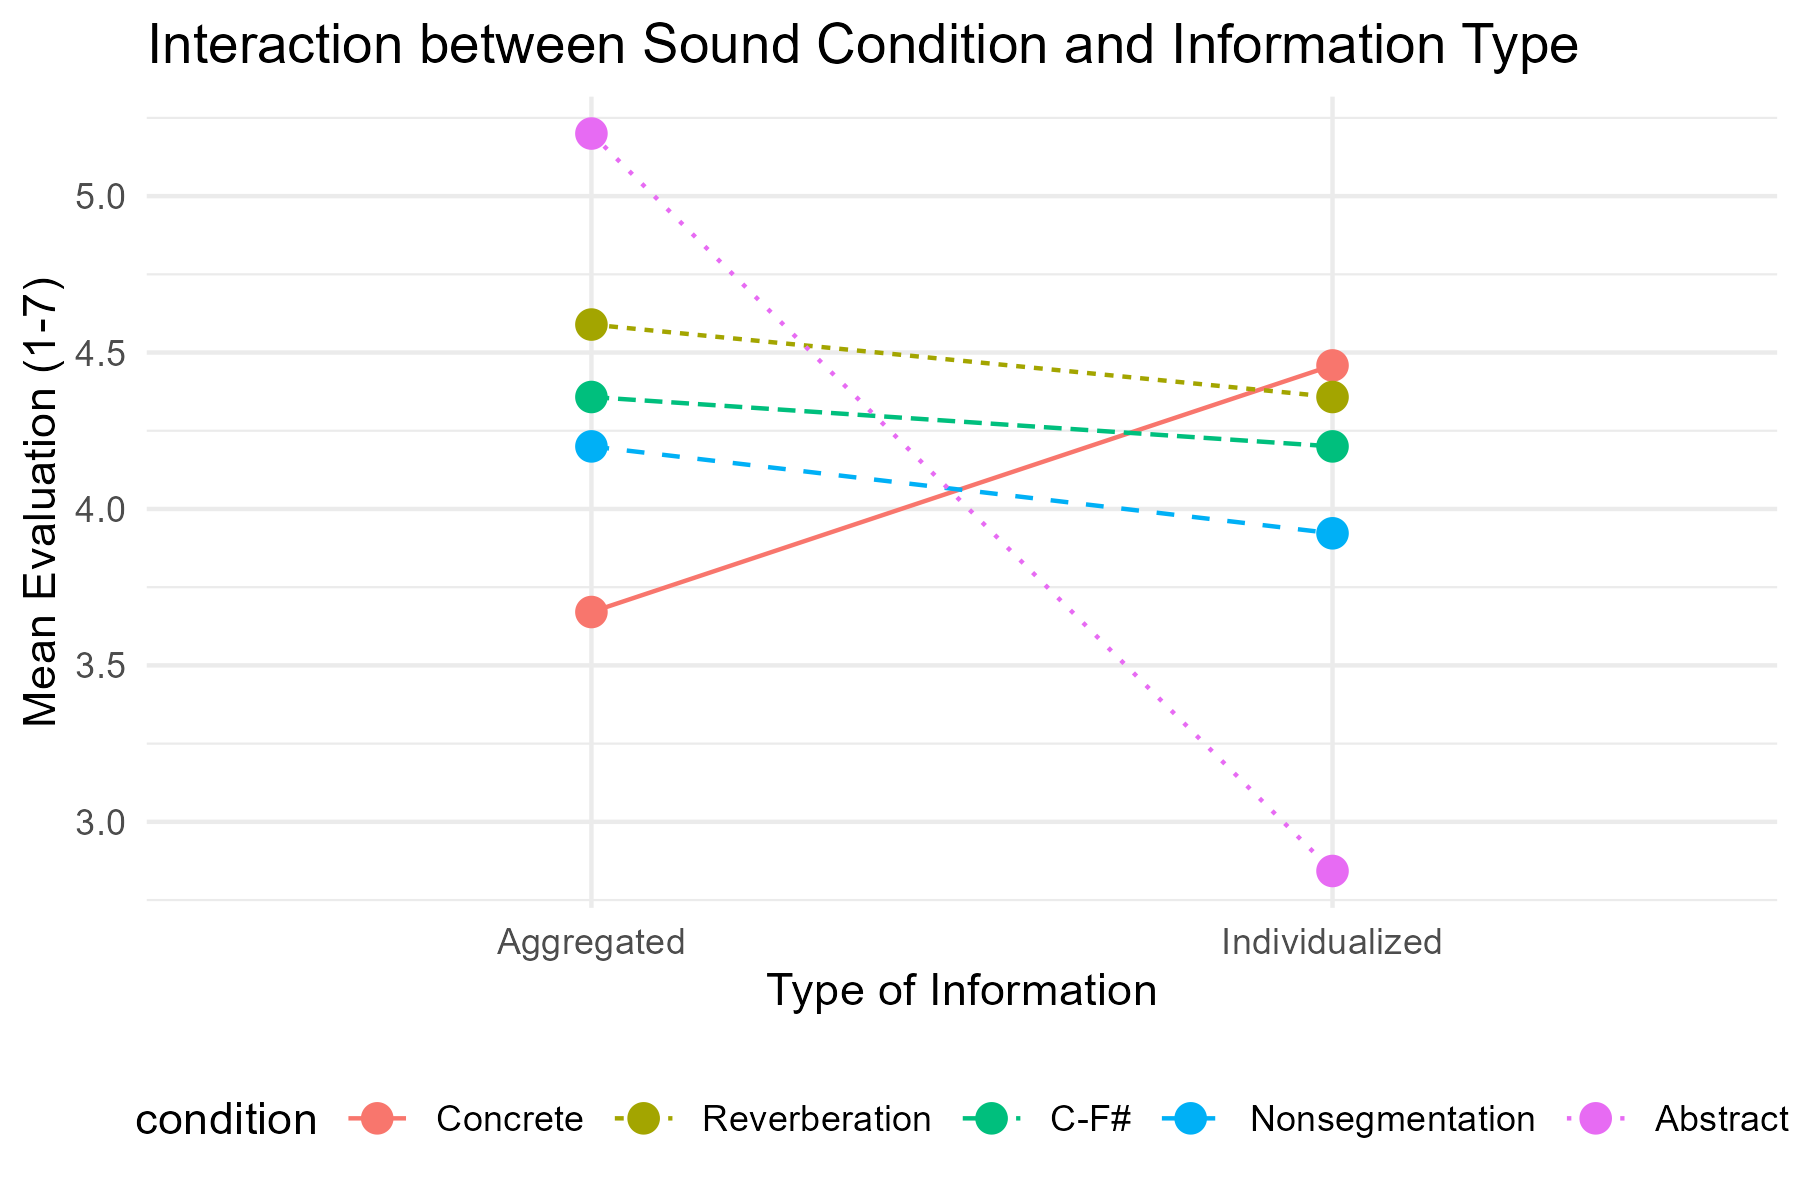 Interaction between Sound Condition and Information Type
Mean Evaluation (1-7)
5.0
4.5
4.0
3.5
3.0
Aggregated Individualized
Type of Information
condition Concrete Reverberation C-F# Nonsegmentation Abstract